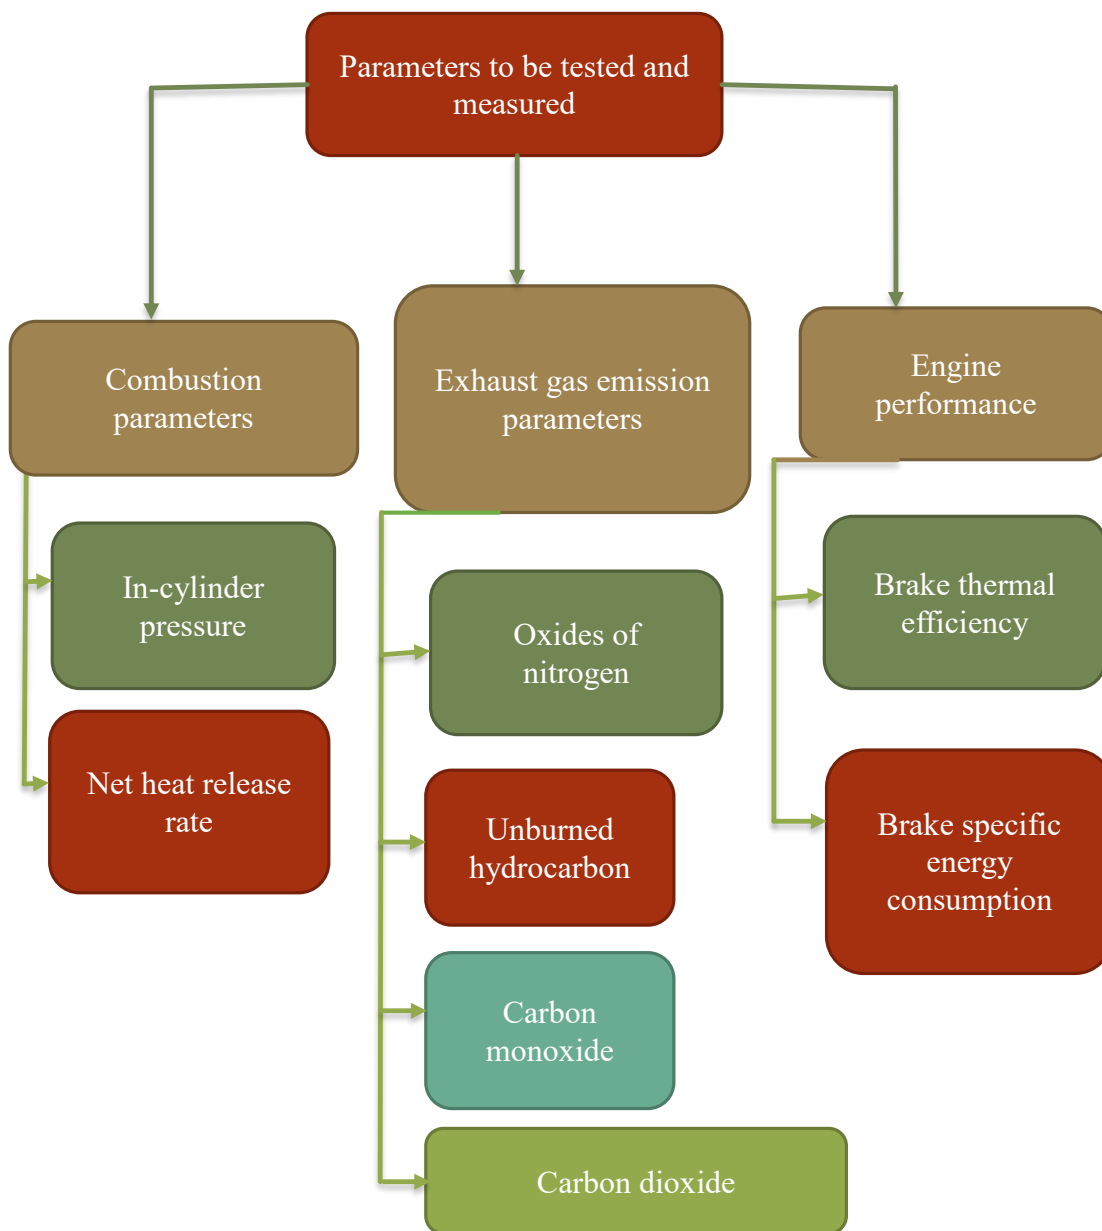 Parameters to be tested and
measured
Combustion
parameters
Exhaust gas emission
parameters
Engine
performance
In-cylinder
pressure
Net heat release
rate
Oxides of
nitrogen
Unburned
hydrocarbon
Carbon
monoxide
Carbon dioxide
Brake thermal
efficiency
Brake specific
energy
consumption